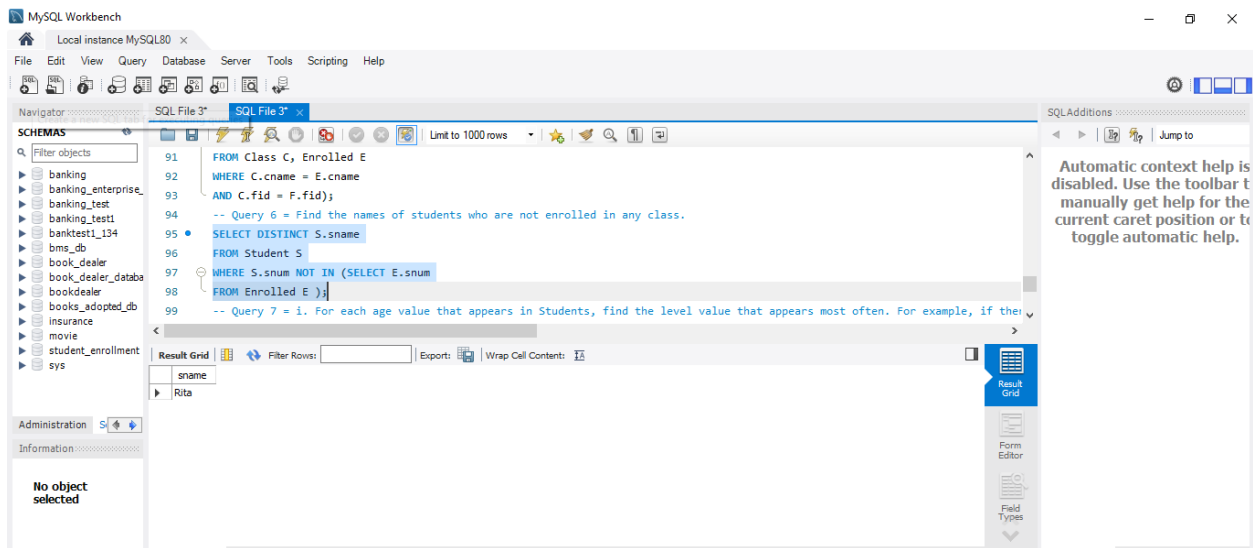 MySQL Workbench
Local instance MySQL80 ×
File Edit View Query Database Server Tools Scripting Help
Navigator
SQL File 3*
SQL File 3* ×
SQLAdditions
SCHEMAS
Filter objects
banking
banking_enterprise_
banking_test
banking_test1
banktest1_134
bms_db
book_dealer
book_dealer_databa
bookdealer
books_adopted_db
insurance
movie
student_enrollment
sys
Administration
Information
No object
selected
Limit to 1000 rows
91 FROM Class C, Enrolled E
92 WHERE C.cname = E.cname
93 AND C.fid = F.fid);
94 -- Query 6 = Find the names of students who are not enrolled in any class.
95 SELECT DISTINCT S.sname
96 FROM Student S
97 WHERE S.snum NOT IN (SELECT E.snum
98 FROM Enrolled E );
99 -- Query 7 = i. For each age value that appears in Students, find the level value that appears most often. For example, if ther
Result Grid Filter Rows: Export: Wrap Cell Content:
sname
Rita
Result
Grid
Form
Editor
Field
Types
Jump to
Automatic context help is
disabled. Use the toolbar t
manually get help for the
current caret position or to
toggle automatic help.